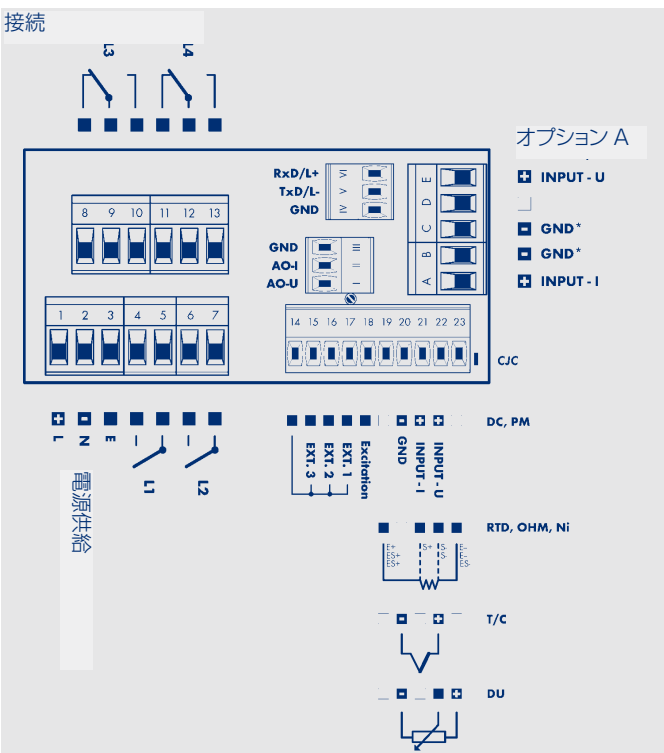 接続
L3 L4
オプション A
INPUT - U
GND*
GND*
INPUT - I
RxD/L+ VI
TxD/L- V
GND IV
E D C B A
8 9 10 11 12 13
GND III
AO-I II
AO-U I
1 2 3 4 5 6 7
14 15 16 17 18 19 20 21 22 23
CJC
L N E L1 L2
電源供給
EXT. 3 EXT. 2 EXT. 1 Excitation GND INPUT - I INPUT - U
DC, PM
RTD, OHM, Ni
E+ S+ S- E-
ES+ S- E-
ES+ ES-
T/C
DU